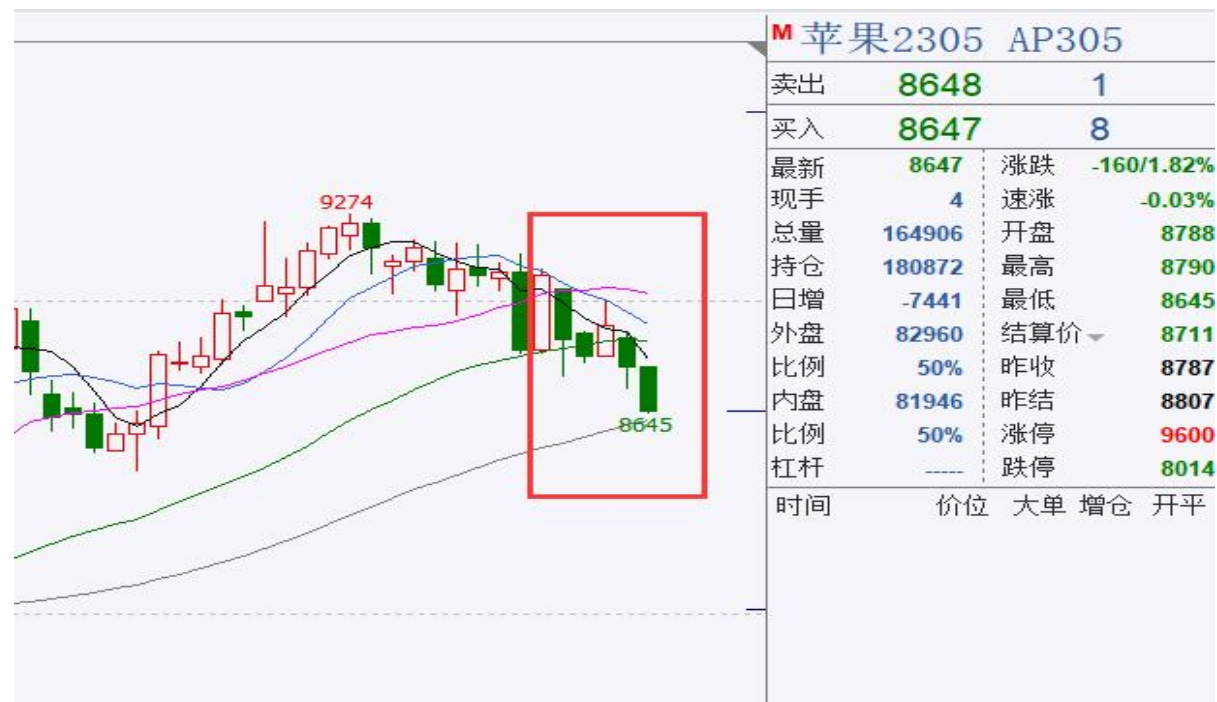 M 苹果2305 AP305
卖出 8648 1
买入 8647 8
最新 8647 涨跌 -160/1.82%
现手 4 速涨 -0.03%
总量 164906 开盘 8788
持仓 180872 最高 8790
日增 -7441 最低 8645
外盘 82960 结算价 8711
比例 50% 昨收 8787
内盘 81946 昨结 8807
比例 50% 涨停 9600
杠杆 ----- 跌停 8014
时间 价位 大单 增仓 开平
9274
8645